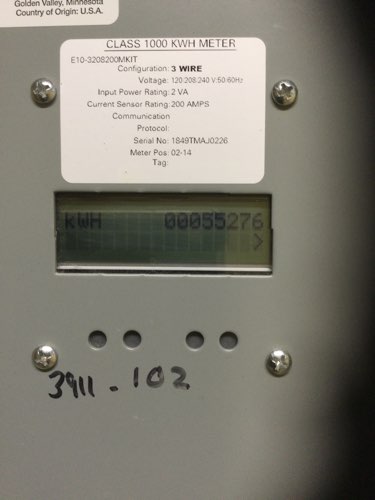 Golden Valley, Minnesota
Country of Origin: U.S.A.
CLASS 1000 KWH METER
E10-3208200MKIT
Configuration: 3 WIRE
Voltage: 120:208:240 V:50:60Hz
Input Power Rating: 2 VA
Current Sensor Rating: 200 AMPS
Communication
Protocol:
Serial No: 1849TMAJ0226
Meter Pos: 02-14
Tag:
kWH 00055276
>
3911 - 102